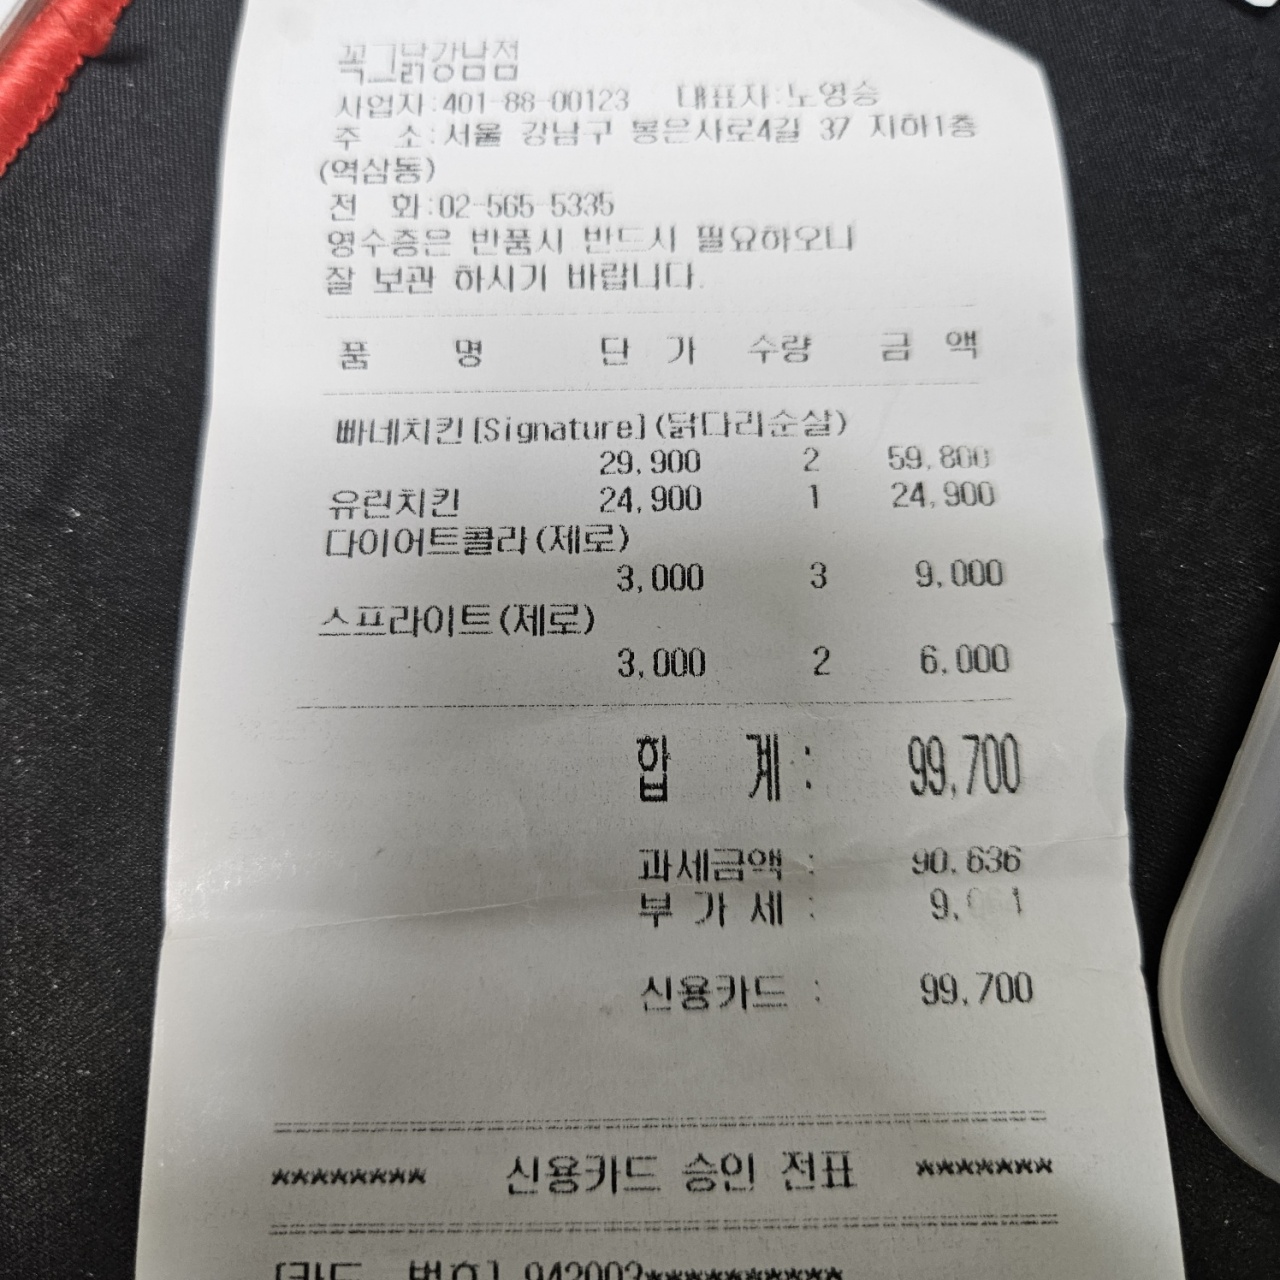 꼭그닭강남점
사업자:401-88-00123 대표자:노영승
주 소:서울 강남구 봉은사로4길 37 지하1층
(역삼동)
전 화:02-565-5335
영수증은 반품시 반드시 필요하오니
잘 보관 하시기 바랍니다.
품 명 단 가 수량 금 액
빠네치킨[Signature](닭다리순살)
29,900 2 59,800
유린치킨 24,900 1 24,900
다이어트콜라(제로)
3,000 3 9,000
스프라이트(제로)
3,000 2 6,000
합 계: 99,700
과세금액 : 90,636
부 가 세 :
신용카드 : 99,700
******** 신용카드 승인 전표 *******
[카드 번호] 942003**********